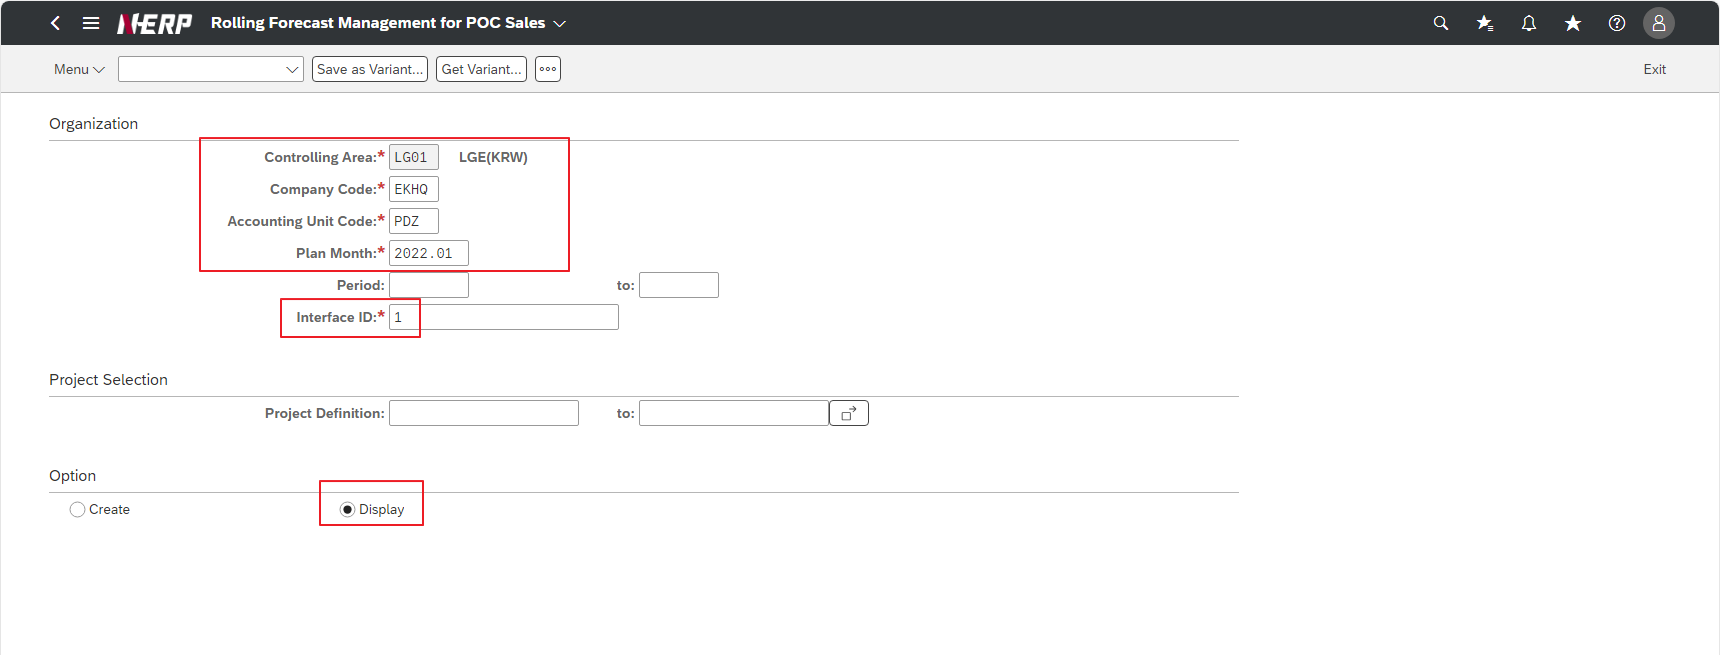 NERP Rolling Forecast Management for POC Sales
Menu Save as Variant... Get Variant... Exit
Organization
Controlling Area:* LG01 LGE(KRW)
Company Code:* EKHQ
Accounting Unit Code:* PDZ
Plan Month:* 2022.01
Period: to:
Interface ID:* 1
Project Selection
Project Definition: to:
Option
Create Display